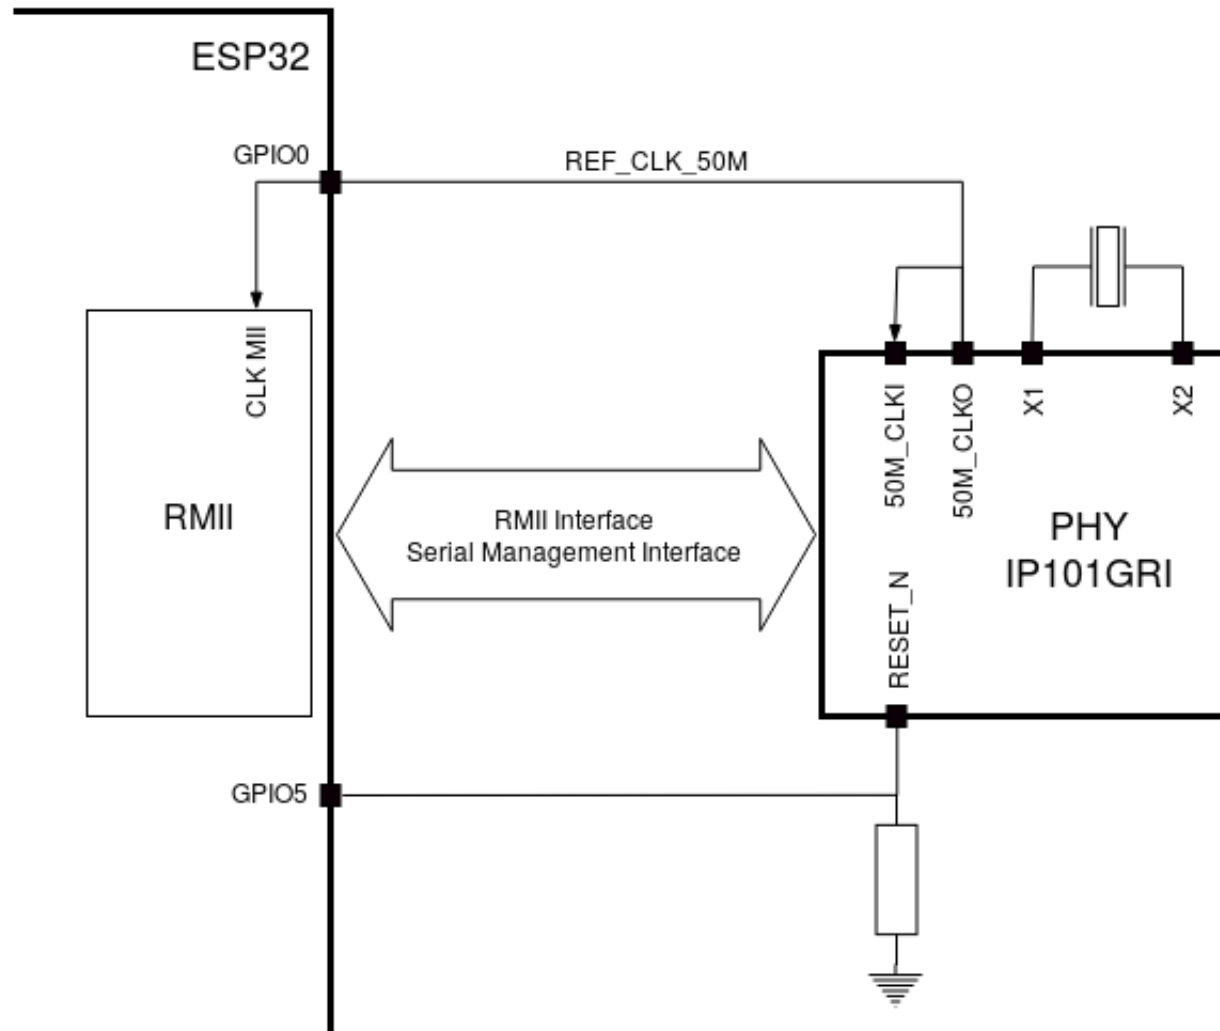 ESP32
GPIO0
REF_CLK_50M
CLK MII
50M_CLKI
50M_CLKO
X1
X2
RMII
RMII Interface
Serial Management Interface
PHY
IP101GRI
RESET_N
GPIO5